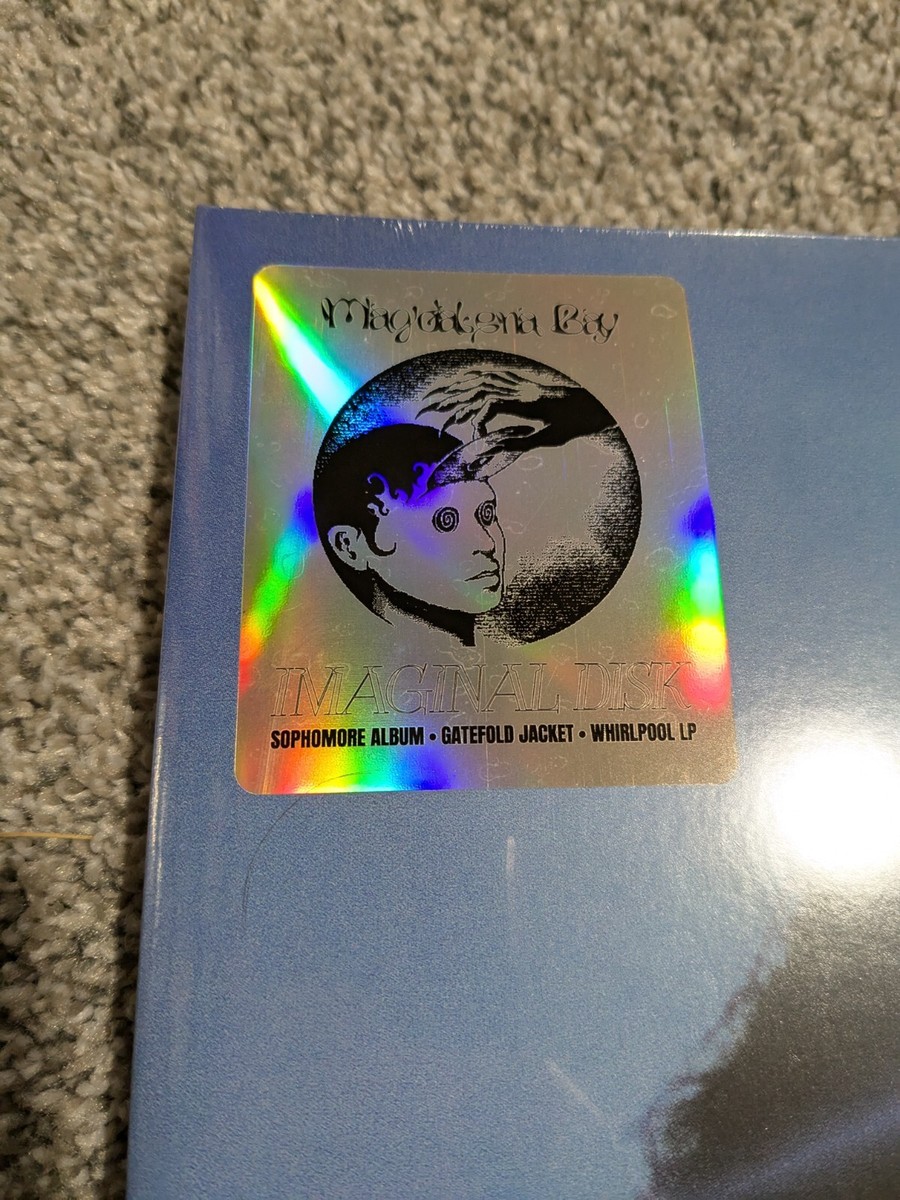 Magdalena Bay
IMAGINAL DISK
SOPHOMORE ALBUM • GATEFOLD JACKET • WHIRLPOOL LP